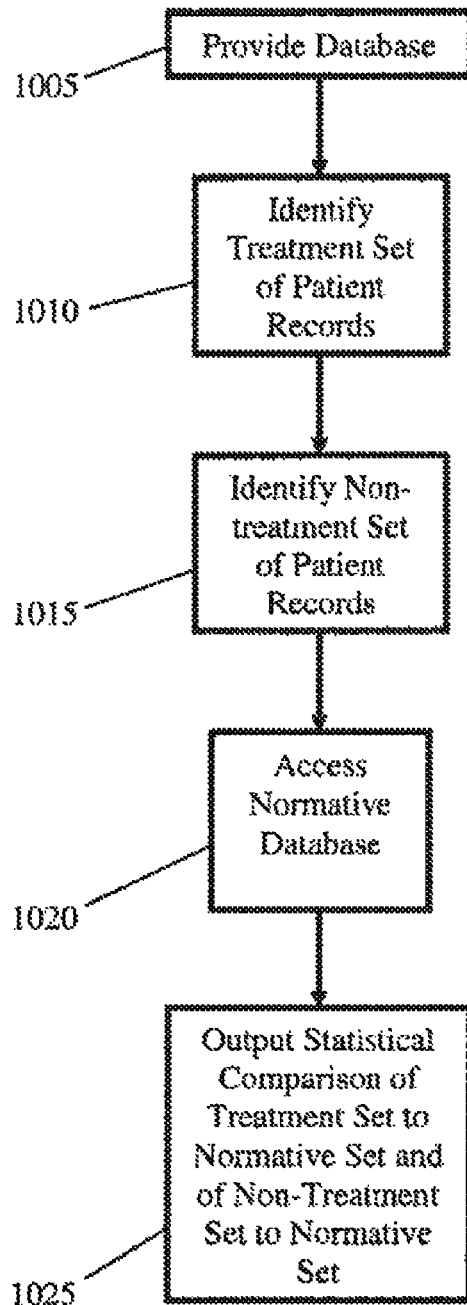 Provide Database
1005
Identify
Treatment Set
of Patient
Records
1010
Identify Non-
treatment Set
of Patient
Records
1015
Access
Normative
Database
1020
Output Statistical
Comparison of
Treatment Set to
Normative Set and
of Non-Treatment
Set to Normative
Set
1025